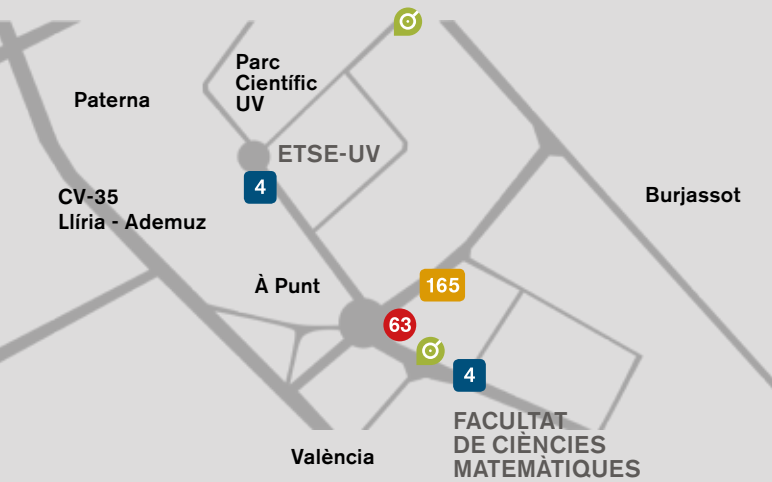 Parc
Científic
UV
Paterna
ETSE-UV
4
CV-35
Llíria - Ademuz
Burjassot
À Punt
165
63
4
FACULTAT
DE CIÈNCIES
MATEMÀTIQUES
València